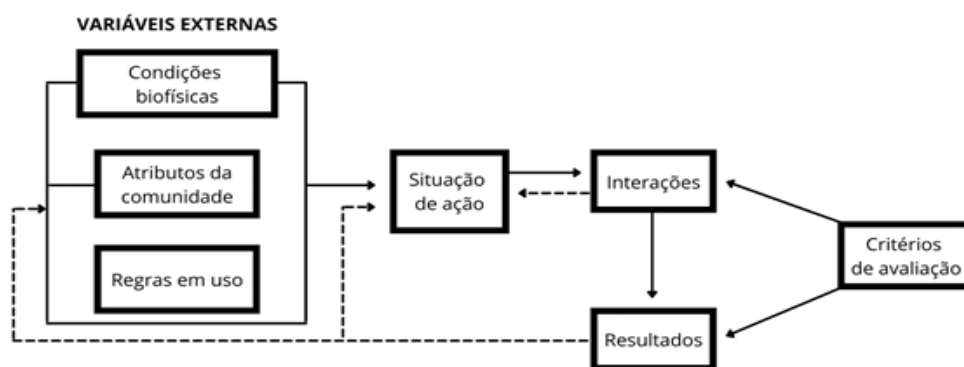 VARIÁVEIS EXTERNAS
Condições
biofísicas
Atributos da
comunidade
Regras em uso
Situação
de ação
Interações
Resultados
Critérios
de avaliação